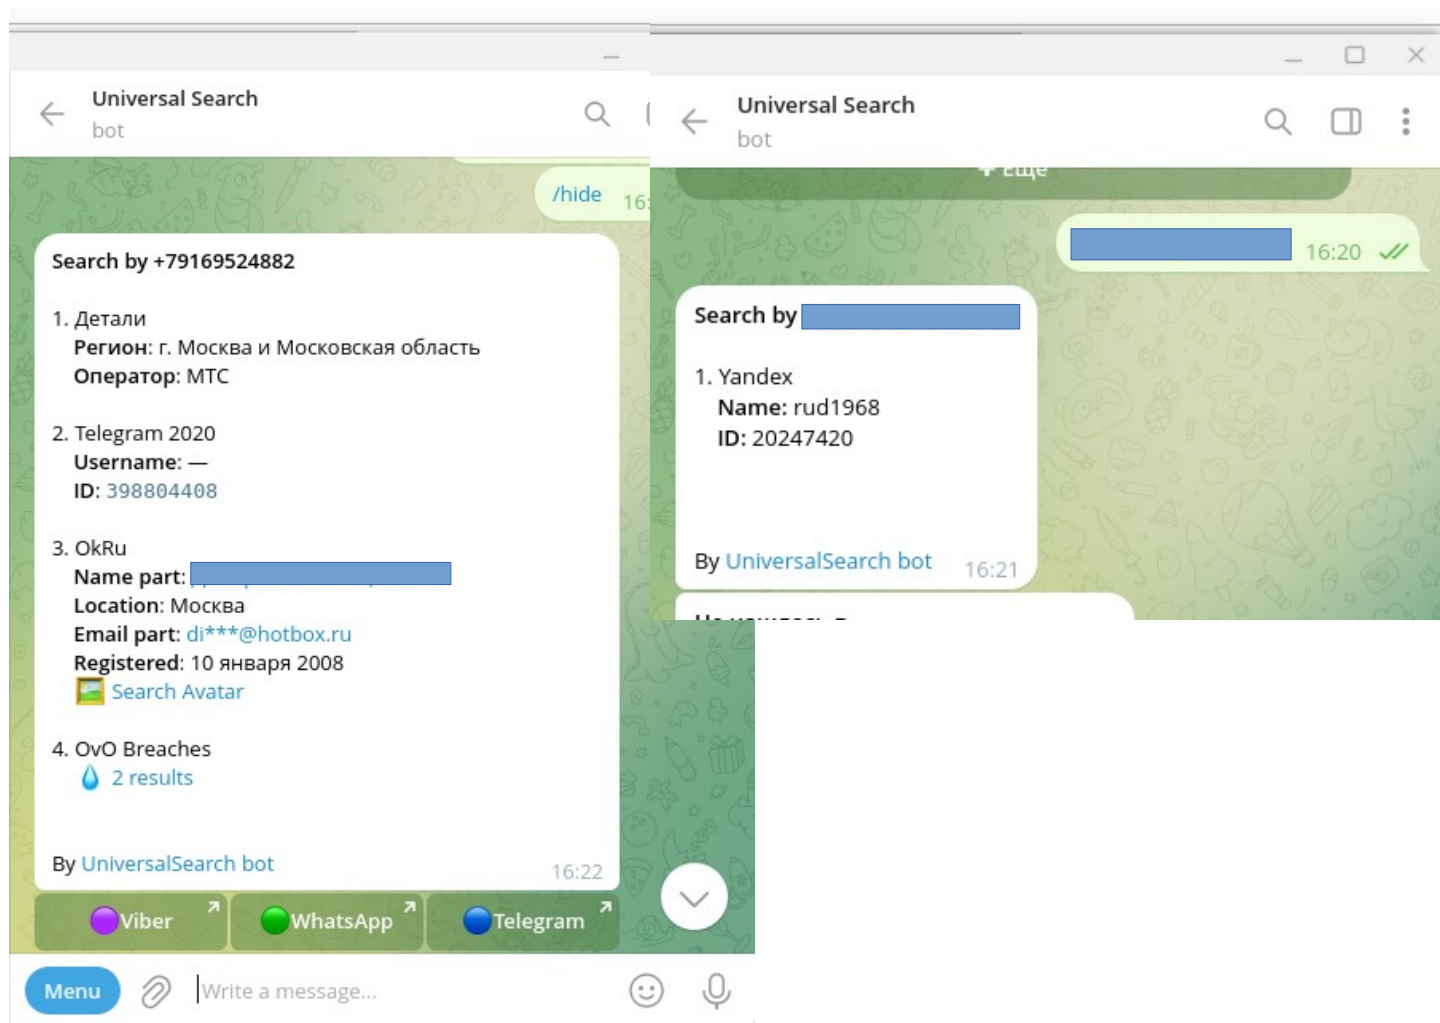 Universal Search
bot
/hide
16:
Search by +79169524882
1. Детали
Регион: г. Москва и Московская область
Оператор: МТС
2. Telegram 2020
Username: —
ID: 398804408
3. OkRu
Name part:
Location: Москва
Email part: di***@hotbox.ru
Registered: 10 января 2008
Search Avatar
4. OvO Breaches
2 results
By UniversalSearch bot
16:22
Viber
WhatsApp
Telegram
Menu
Write a message...
Universal Search
bot
+ Еще
16:20
Search by
1. Yandex
Name: rud1968
ID: 20247420
By UniversalSearch bot
16:21